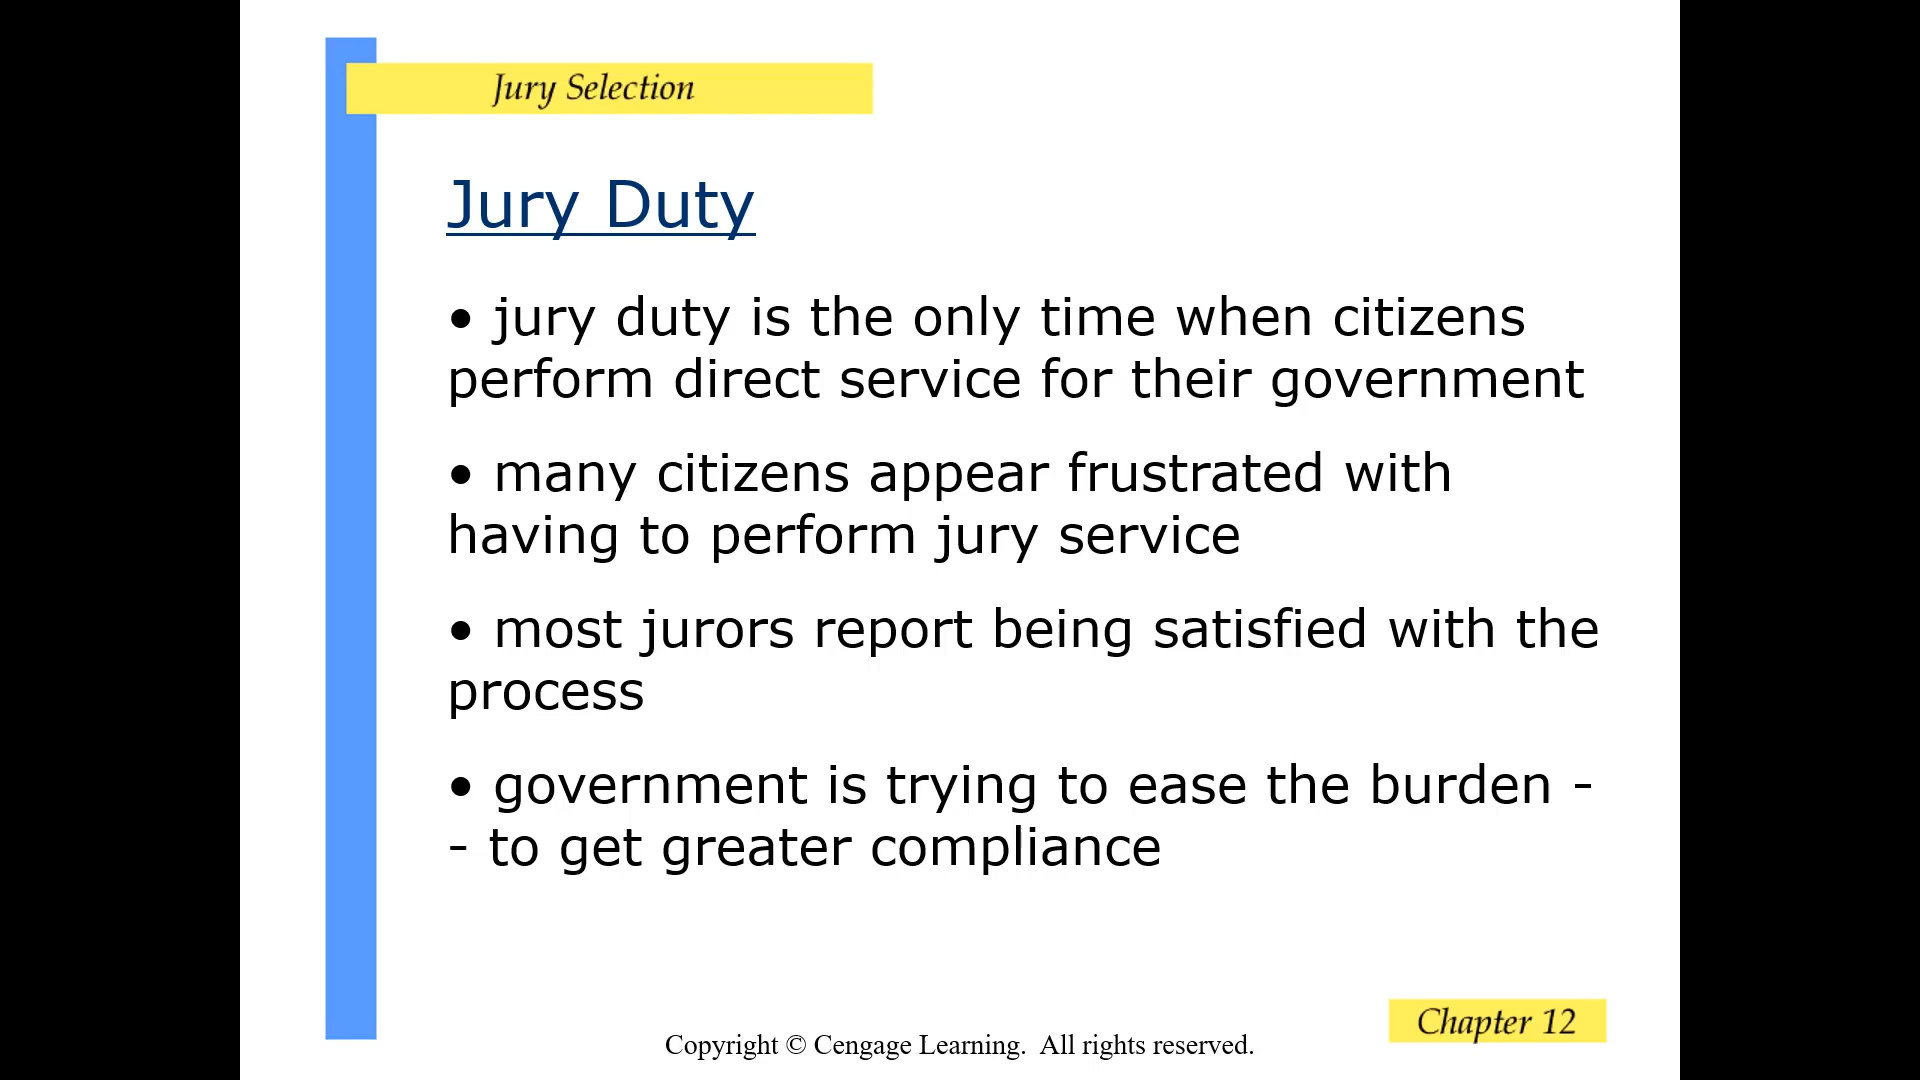 Jury Selection
Jury Duty
• jury duty is the only time when citizens
perform direct service for their government
• many citizens appear frustrated with
having to perform jury service
• most jurors report being satisfied with the
process
• government is trying to ease the burden -
- to get greater compliance
Chapter 12
Copyright © Cengage Learning.  All rights reserved.